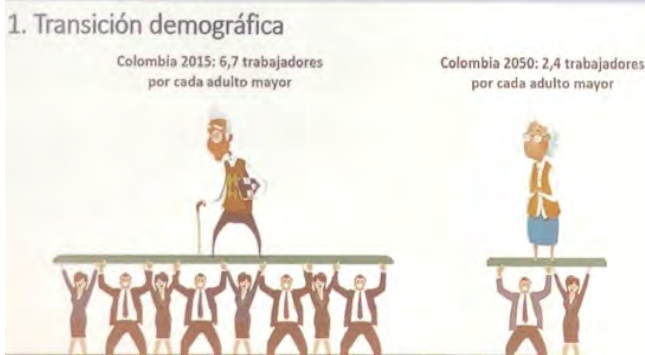 1. Transición demográfica
Colombia 2015: 6,7 trabajadores
por cada adulto mayor
Colombia 2050: 2,4 trabajadores
por cada adulto mayor